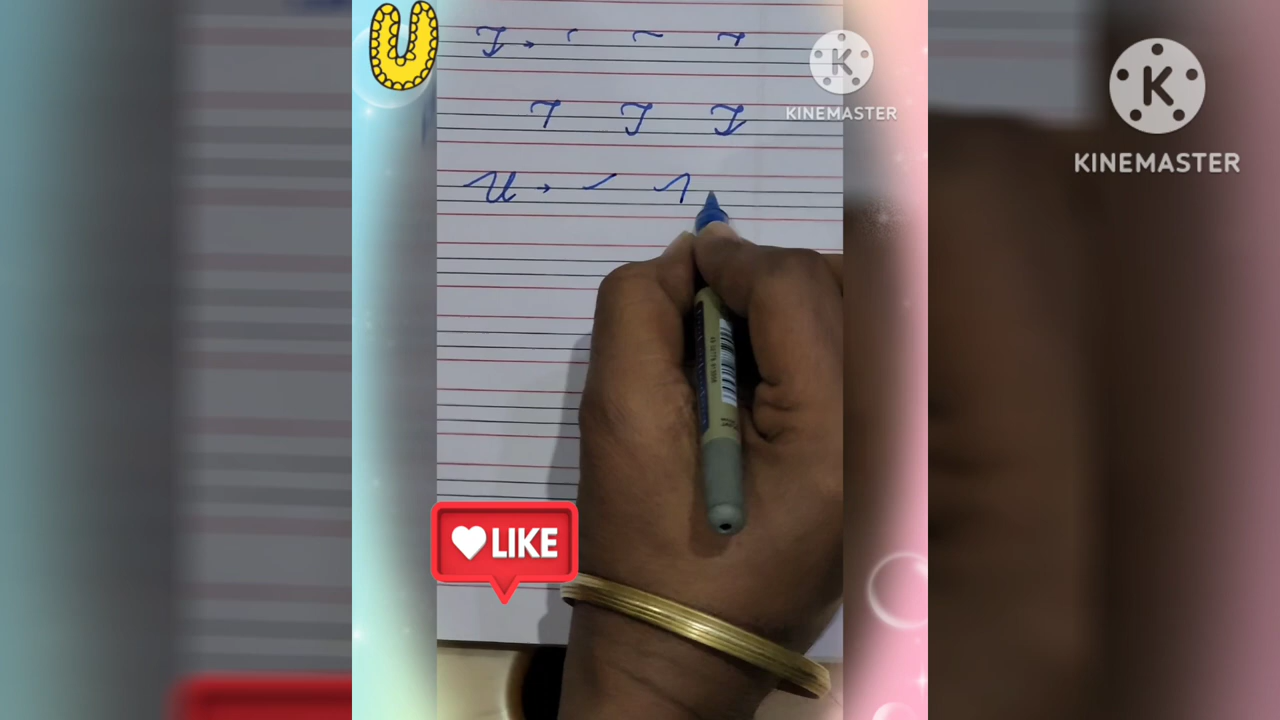 U
I →
KINEMASTER
KINEMASTER
I
U →
LIKE